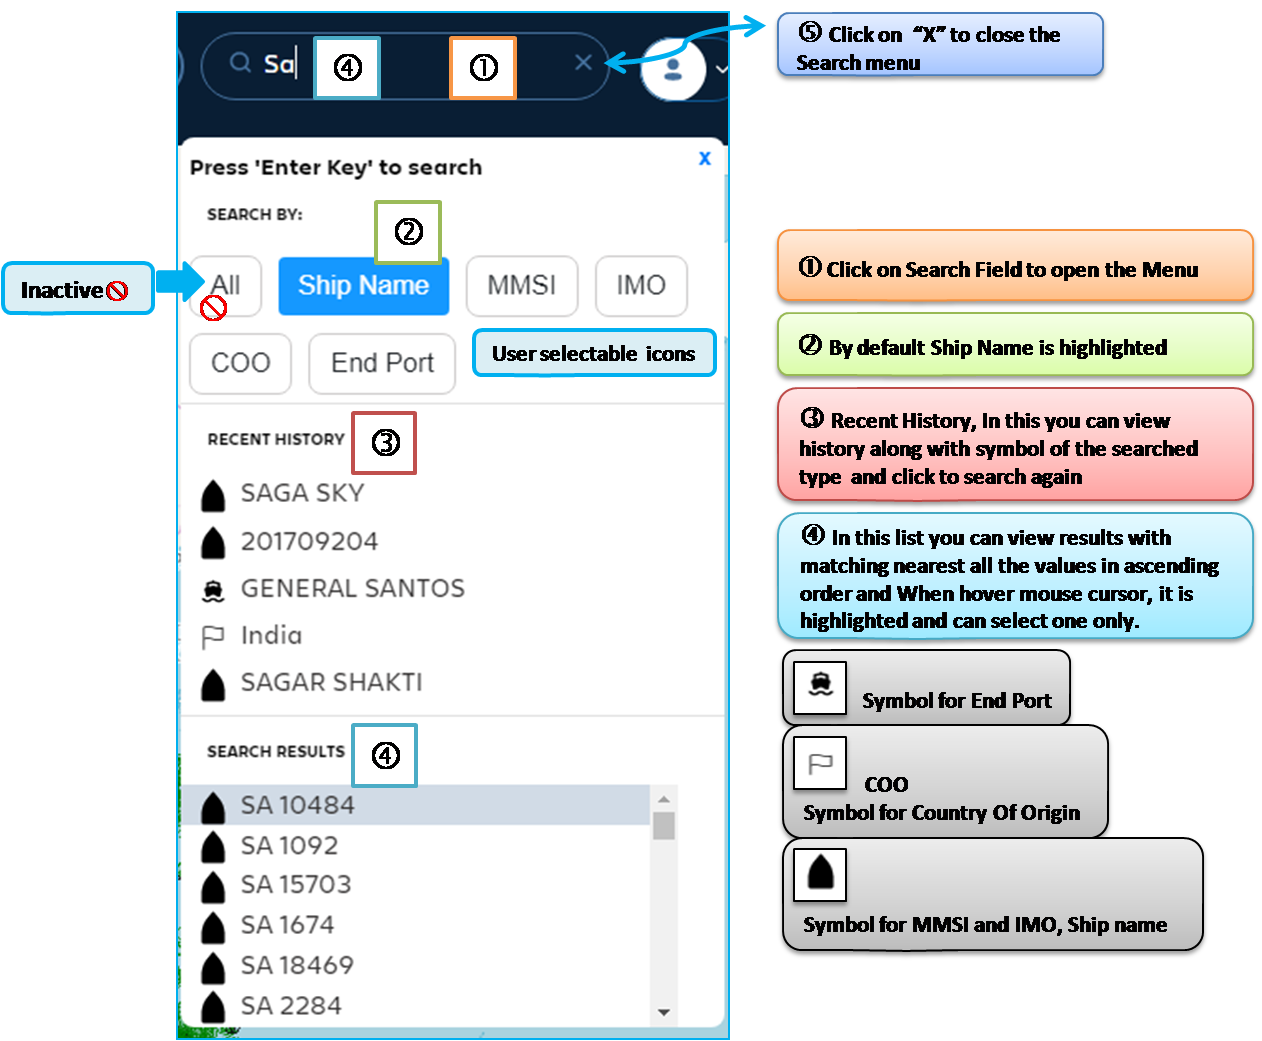 Sa
④
①
⑤ Click on “X” to close the
Search menu
Press 'Enter Key' to search
X
SEARCH BY:
②
Inactive
All
Ship Name
MMSI
IMO
COO
End Port
User selectable icons
RECENT HISTORY
③
SAGA SKY
201709204
GENERAL SANTOS
India
SAGAR SHAKTI
SEARCH RESULTS
④
SA 10484
SA 1092
SA 15703
SA 1674
SA 18469
SA 2284
① Click on Search Field to open the Menu
② By default Ship Name is highlighted
③ Recent History, In this you can view
history along with symbol of the searched
type and click to search again
④ In this list you can view results with
matching nearest all the values in ascending
order and When hover mouse cursor, it is
highlighted and can select one only.
Symbol for End Port
COO
Symbol for Country Of Origin
Symbol for MMSI and IMO, Ship name